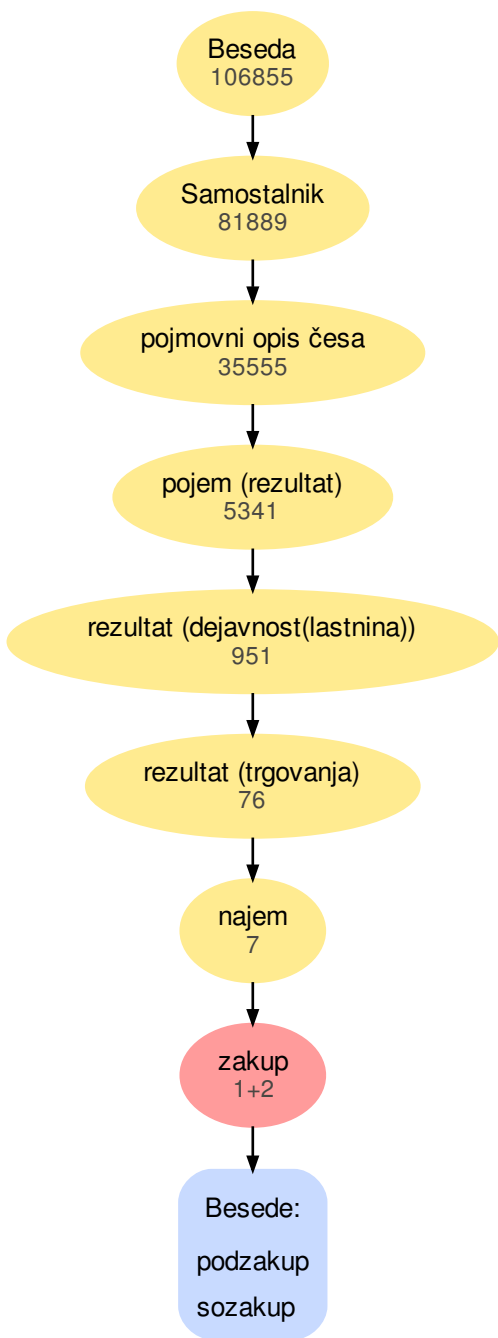 Beseda
106855
Samostalnik
81889
pojmovni opis česa
35555
pojem (rezultat)
5341
rezultat (dejavnost(lastnina))
951
rezultat (trgovanja)
76
najem
7
zakup
1+2
Besede:
podzakup
sozakup